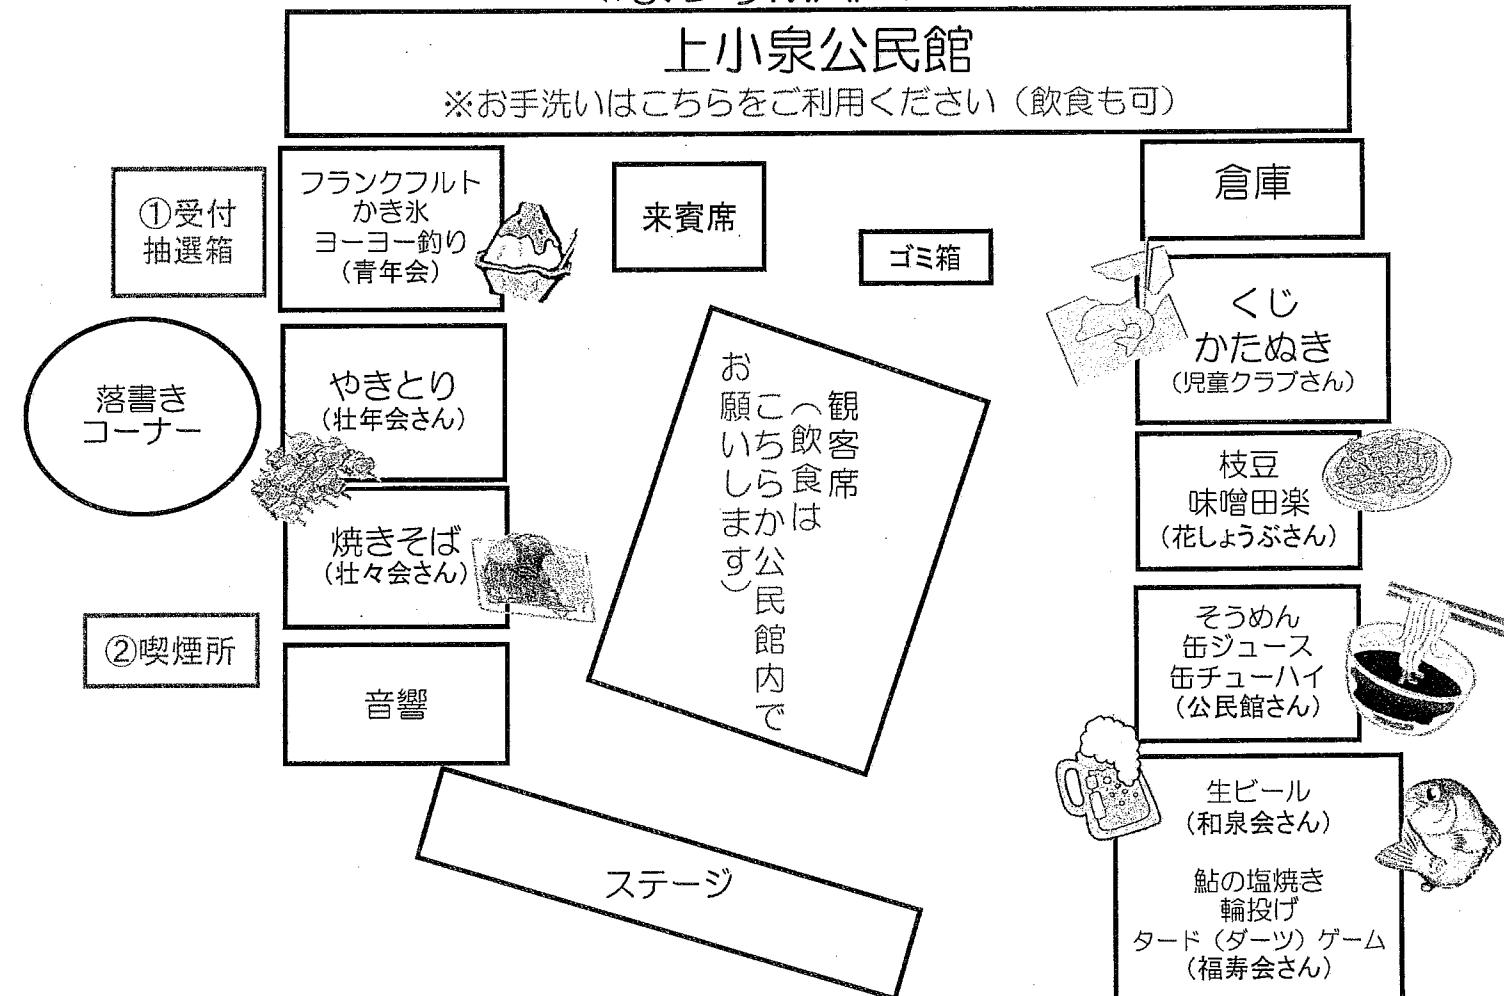 上小泉公民館
※お手洗いはこちらをご利用ください（飲食も可）
①受付
抽選箱
フランクフルト
かき氷
ヨーヨー釣り
（青年会）
来賓席
ゴミ箱
倉庫
くじ
かたぬき
（児童クラブさん）
落書き
コーナー
やきとり
（壮年会さん）
観客席
（飲食は
こちらか公民館内で
お願いします）
枝豆
味噌田楽
（花しょうぶさん）
焼きそば
（壮々会さん）
そうめん
缶ジュース
缶チューハイ
（公民館さん）
②喫煙所
音響
ステージ
生ビール
（和泉会さん）
鮎の塩焼き
輪投げ
タード（ダーツ）ゲーム
（福寿会さん）